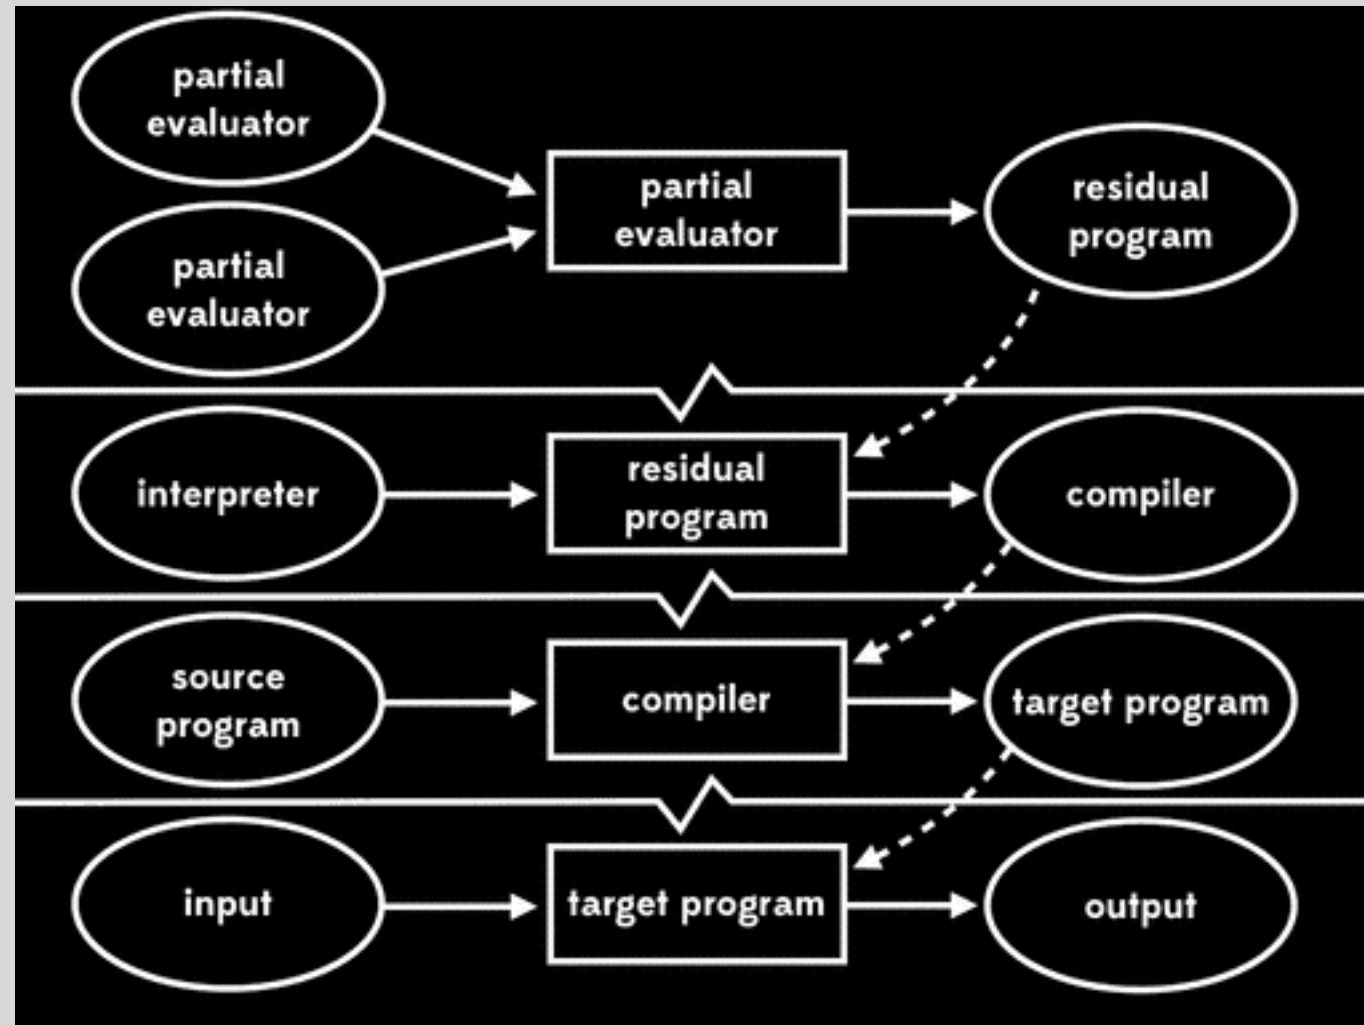 partial
evaluator
partial
evaluator
partial
evaluator
residual
program
interpreter
residual
program
compiler
source
program
compiler
target program
input
target program
output